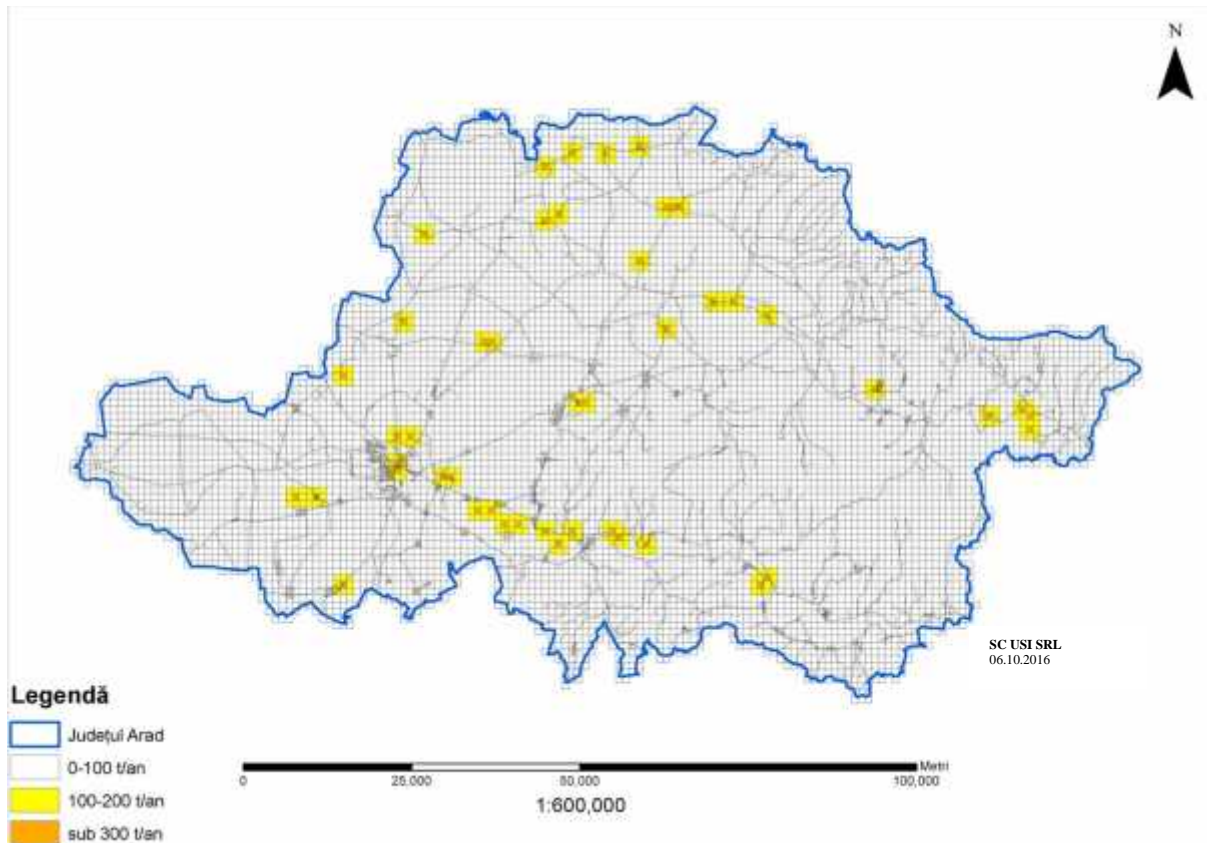 N
SC USI SRL
06.10.2016
Legendă
Județul Arad
0-100 t/an
100-200 t/an
sub 300 t/an
Metri
0 25,000 50,000 100,000
1:600,000